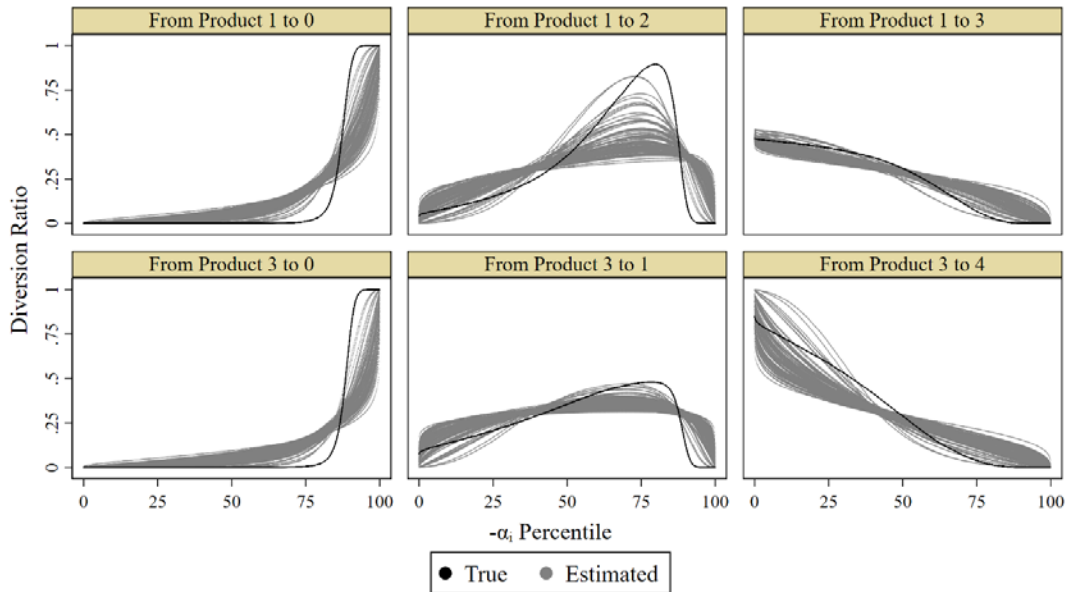 From Product 1 to 0
From Product 1 to 2
From Product 1 to 3
1
.75
.5
.25
0
From Product 3 to 0
From Product 3 to 1
From Product 3 to 4
1
.75
.5
.25
0
Diversion Ratio
0 25 50 75 100
0 25 50 75 100
0 25 50 75 100
-αi Percentile
True
Estimated